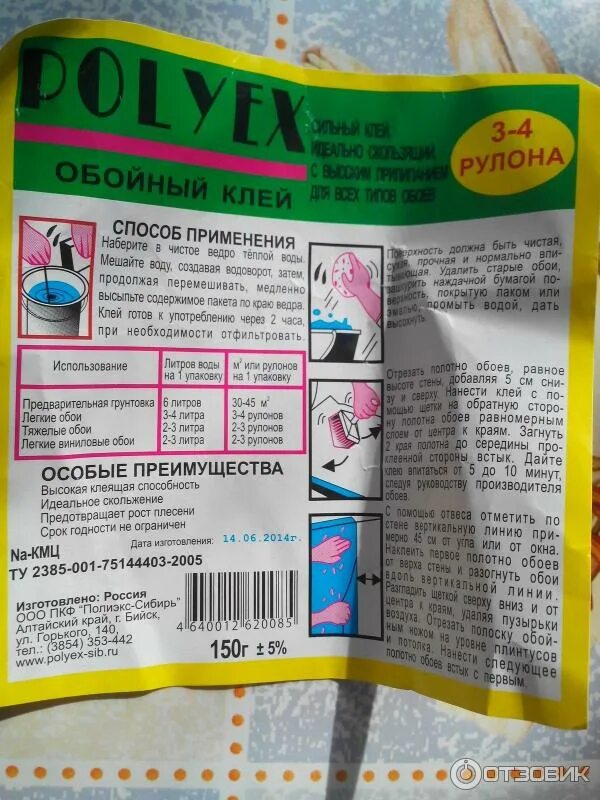 POLYEX
ОБОЙНЫЙ КЛЕЙ
СИЛЬНЫЙ КЛЕЙ
ИДЕАЛЬНО СКОЛЬЗЯЩИЙ
С ВЫСОКИМ ПРИЛИПАНИЕМ
ДЛЯ ВСЕХ ТИПОВ ОБОЕВ
3-4
РУЛОНА
СПОСОБ ПРИМЕНЕНИЯ
Наберите в чистое ведро тёплой воды.
Мешайте воду, создавая водоворот, затем,
продолжая перемешивать, медленно
высыпьте содержимое пакета по краю ведра.
Клей готов к употреблению через 2 часа,
при необходимости отфильтровать.
Использование
Литров воды
на 1 упаковку
м² или рулонов
на 1 упаковку
Предварительная грунтовка 6 литров 30-45 м²
Легкие обои 3-4 литра 3-4 рулонов
Тяжелые обои 2-3 литра 2-3 рулонов
Легкие виниловые обои 2-3 литра 2-3 рулонов
ОСОБЫЕ ПРЕИМУЩЕСТВА
Высокая клеящая способность
Идеальное скольжение
Предотвращает рост плесени
Срок годности не ограничен
Na-КМЦ
Дата изготовления: 14.06.2014г.
ТУ 2385-001-75144403-2005
Изготовлено: Россия
ООО ПКФ "Полиэкс-Сибирь"
Алтайский край, г. Бийск,
ул. Горького, 140,
тел.: (3854) 353-442
www.polyex-sib.ru
4640012620085
150г ± 5%
Поверхность должна быть чистая,
сухая, прочная и нормально впи-
тывающая. Удалить старые обои,
зашкурить наждачной бумагой по-
верхность, покрытую лаком или
эмалью, промыть водой, дать
высохнуть.
Отрезать полотно обоев, равное
высоте стены, добавляя 5 см сни-
зу и сверху. Нанести клей с по-
мощью щетки на обратную сторо-
ну полотна обоев равномерным
слоем от центра к краям. Загнуть
2 края полотна до середины про-
клеенной стороны встык. Дайте
клею впитаться от 5 до 10 минут,
следуя руководству производителя
обоев.
С помощью отвеса отметить по
стене вертикальную линию при-
мерно 45 см от угла или от окна.
Наклеить первое полотно обоев
от верха стены и разогнуть обои
вдоль вертикальной линии.
Разгладить щеткой сверху вниз и от
центра к краям, удаляя пузырьки
воздуха. Отрезать полоску обой-
ным ножом на уровне плинтусов
и потолка. Нанести следующее
полотно обоев встык с первым.
ОТЗОВИК